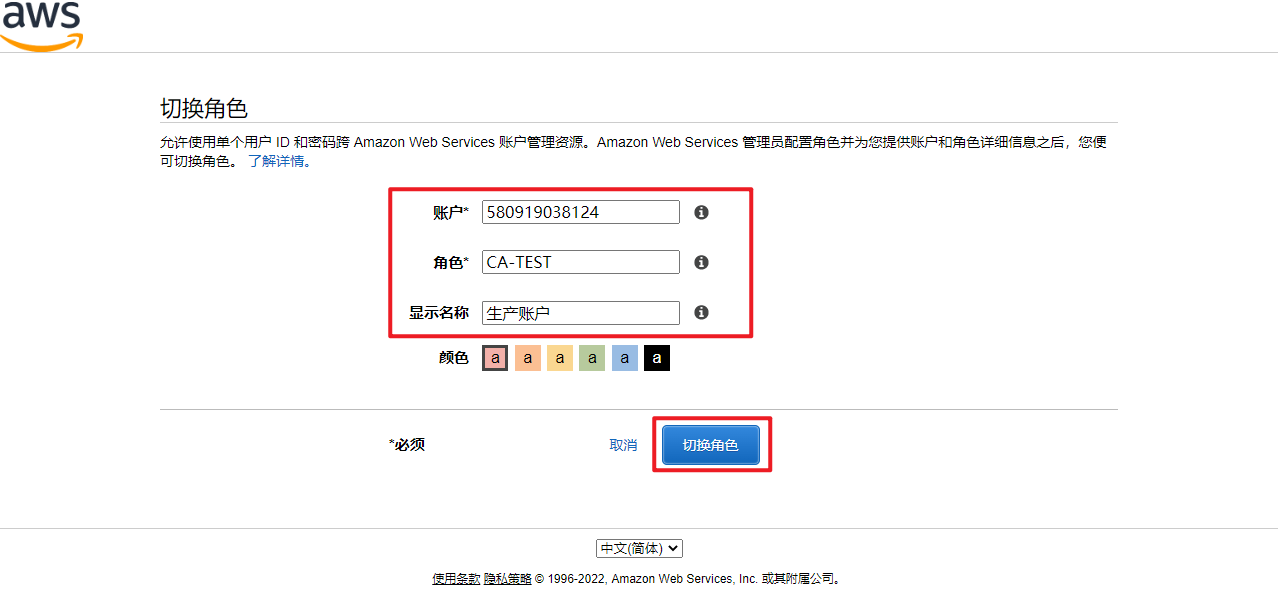 aws
切换角色
允许使用单个用户 ID 和密码跨 Amazon Web Services 账户管理资源。Amazon Web Services 管理员配置角色并为您提供账户和角色详细信息之后，您便
可切换角色。 了解详情。
账户* 580919038124
角色* CA-TEST
显示名称 生产账户
颜色 a a a a a a
*必须 取消 切换角色
中文(简体)
使用条款 隐私策略 © 1996-2022, Amazon Web Services, Inc. 或其附属公司。